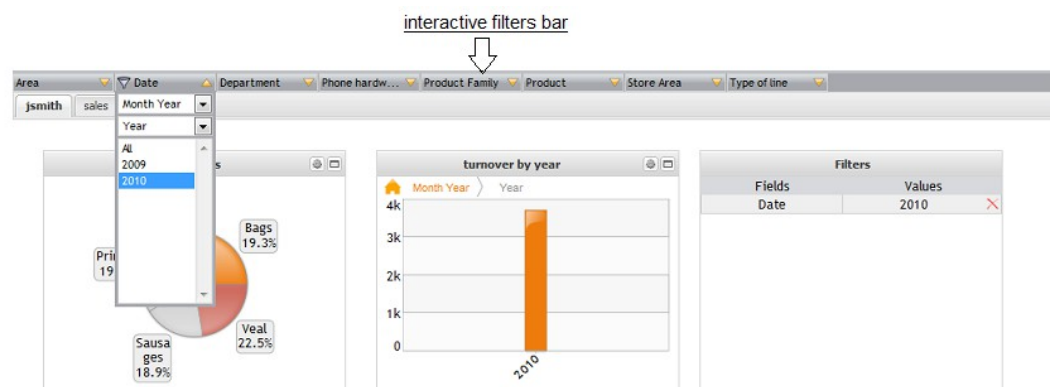 interactive filters bar
Area Date Department Phone hardw... Product Family Product Store Area Type of line
jsmith sales
Month Year
Year
All
2009
2010
s
turnover by year
Month Year Year
4k
3k
2k
1k
0
2010
Bags
19.3%
Pri
19
Veal
22.5%
Sausa
ges
18.9%
Filters
Fields Values
Date 2010